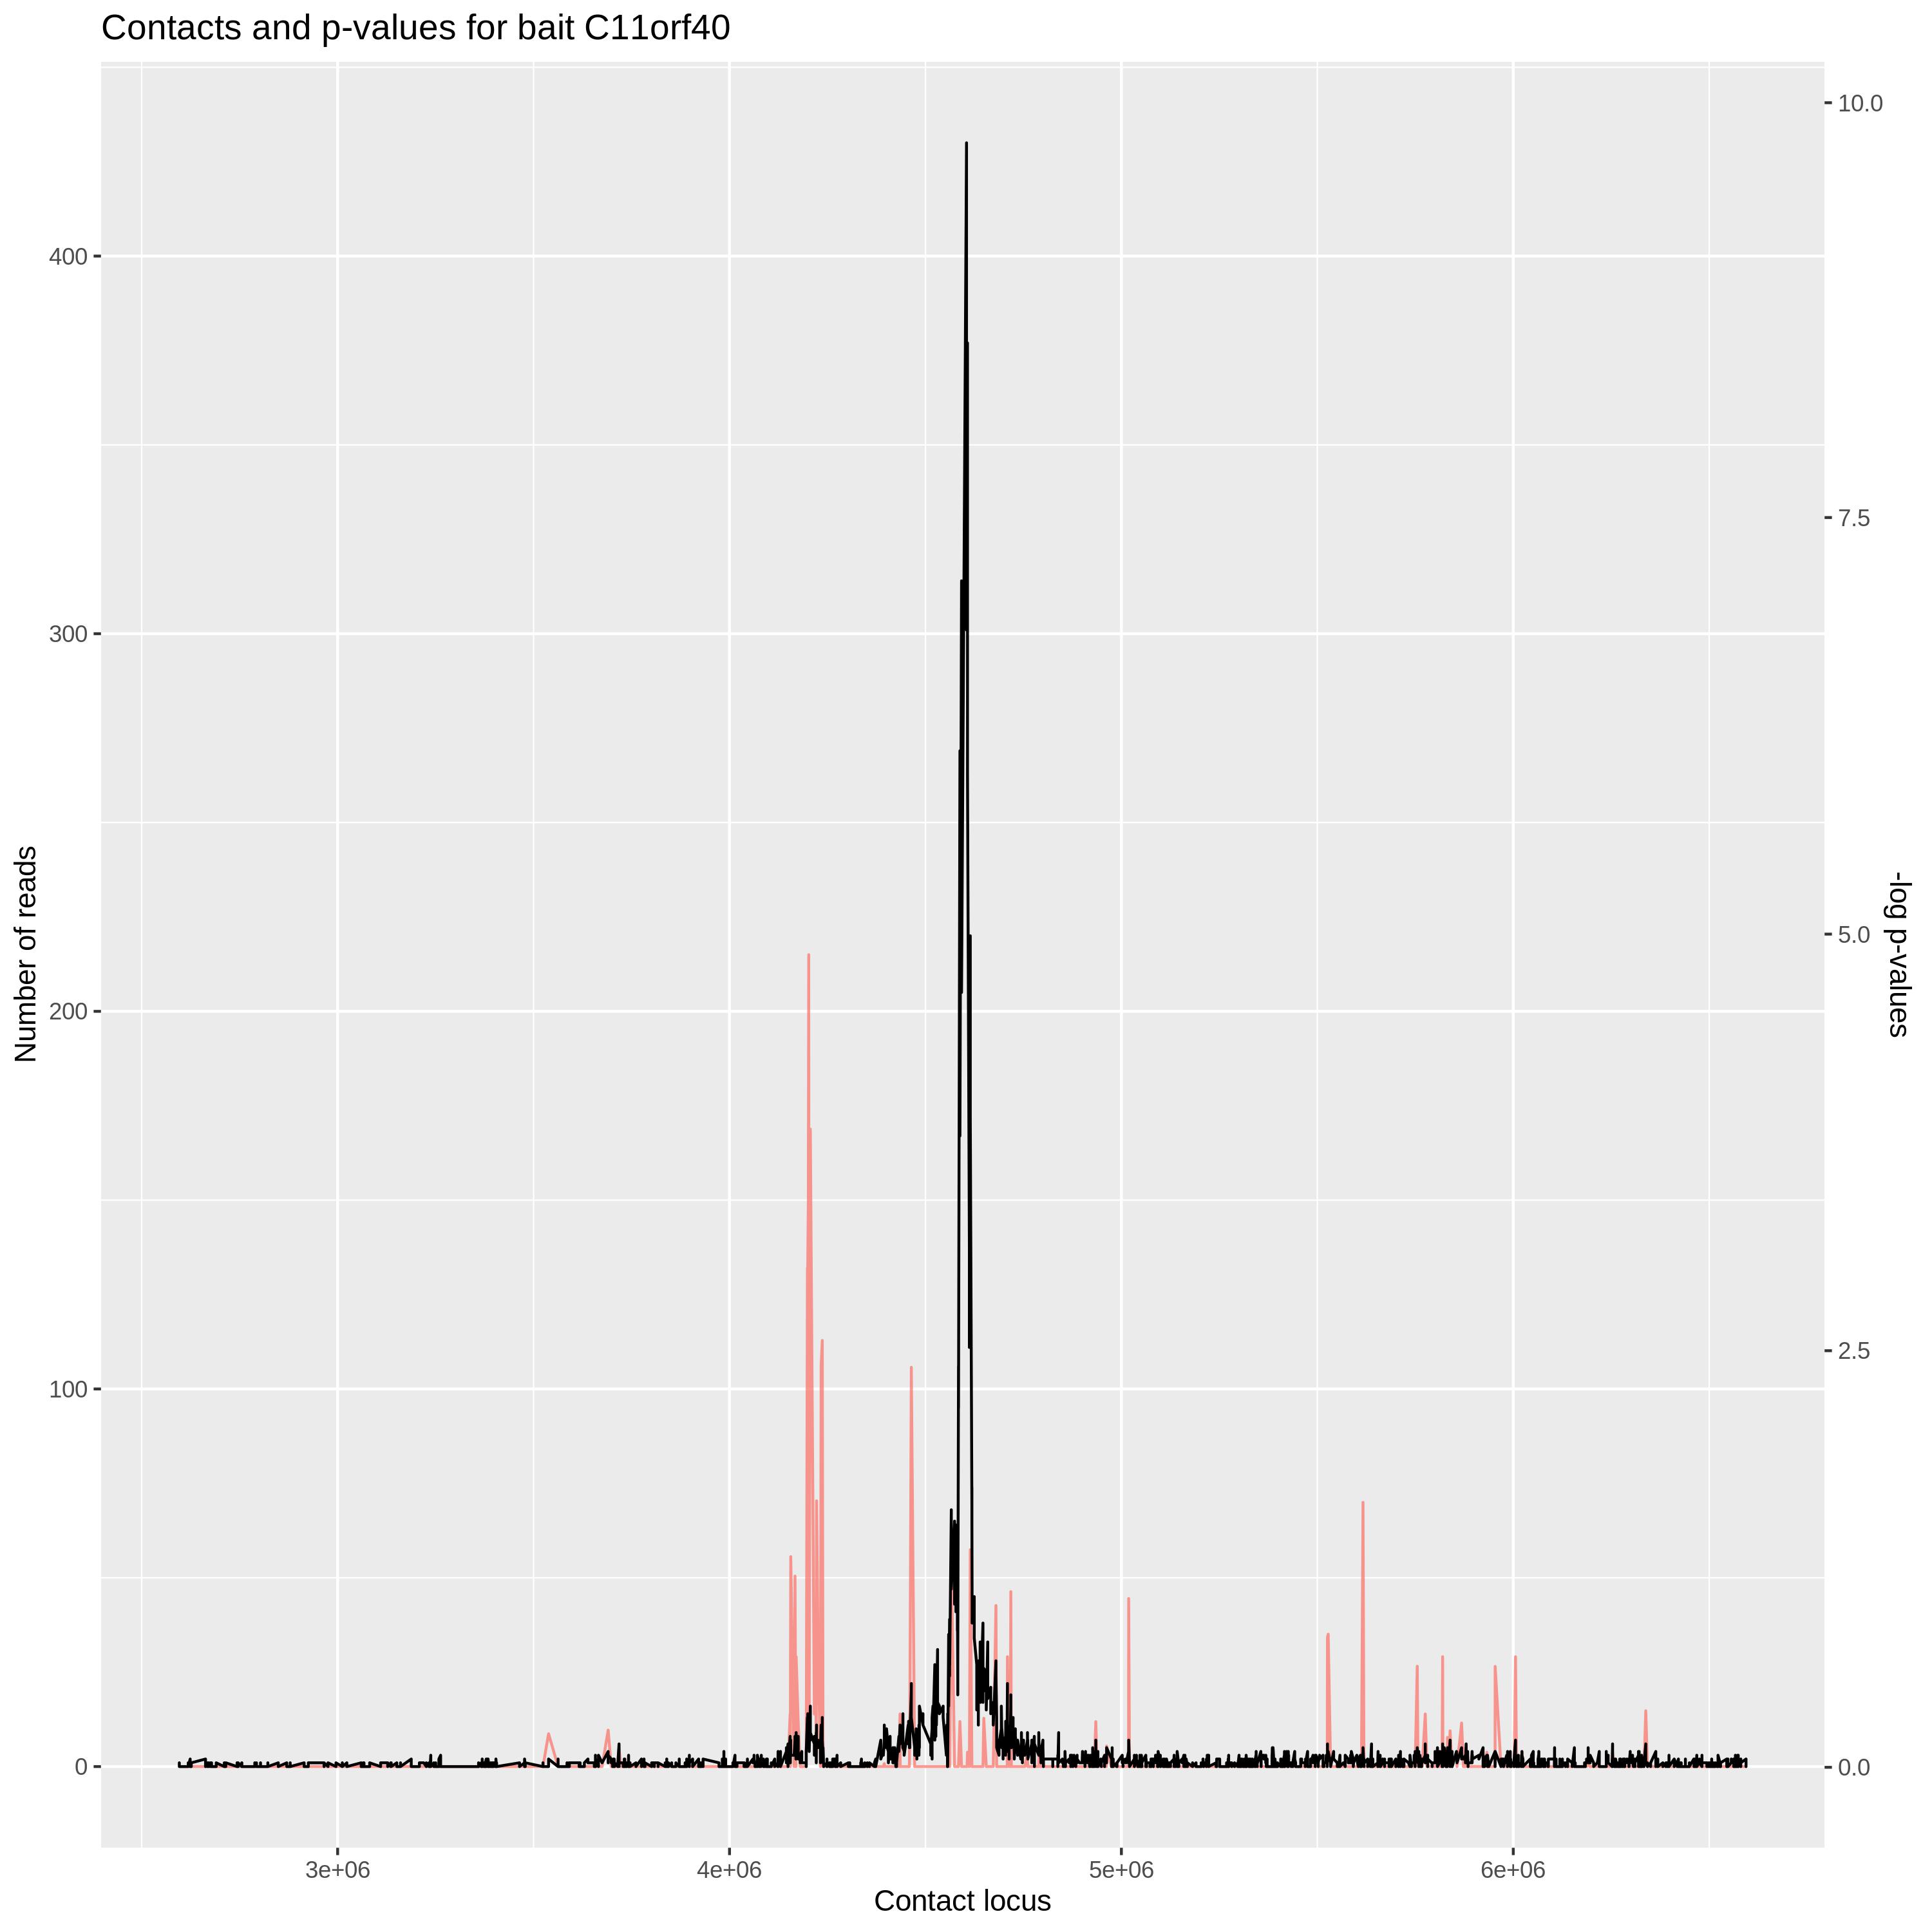 Contacts and p-values for bait C11orf40
10.0
400
7.5
300
Number of reads
5.0
-log p-values
200
2.5
100
0
0.0
3e+06 4e+06 5e+06 6e+06
Contact locus